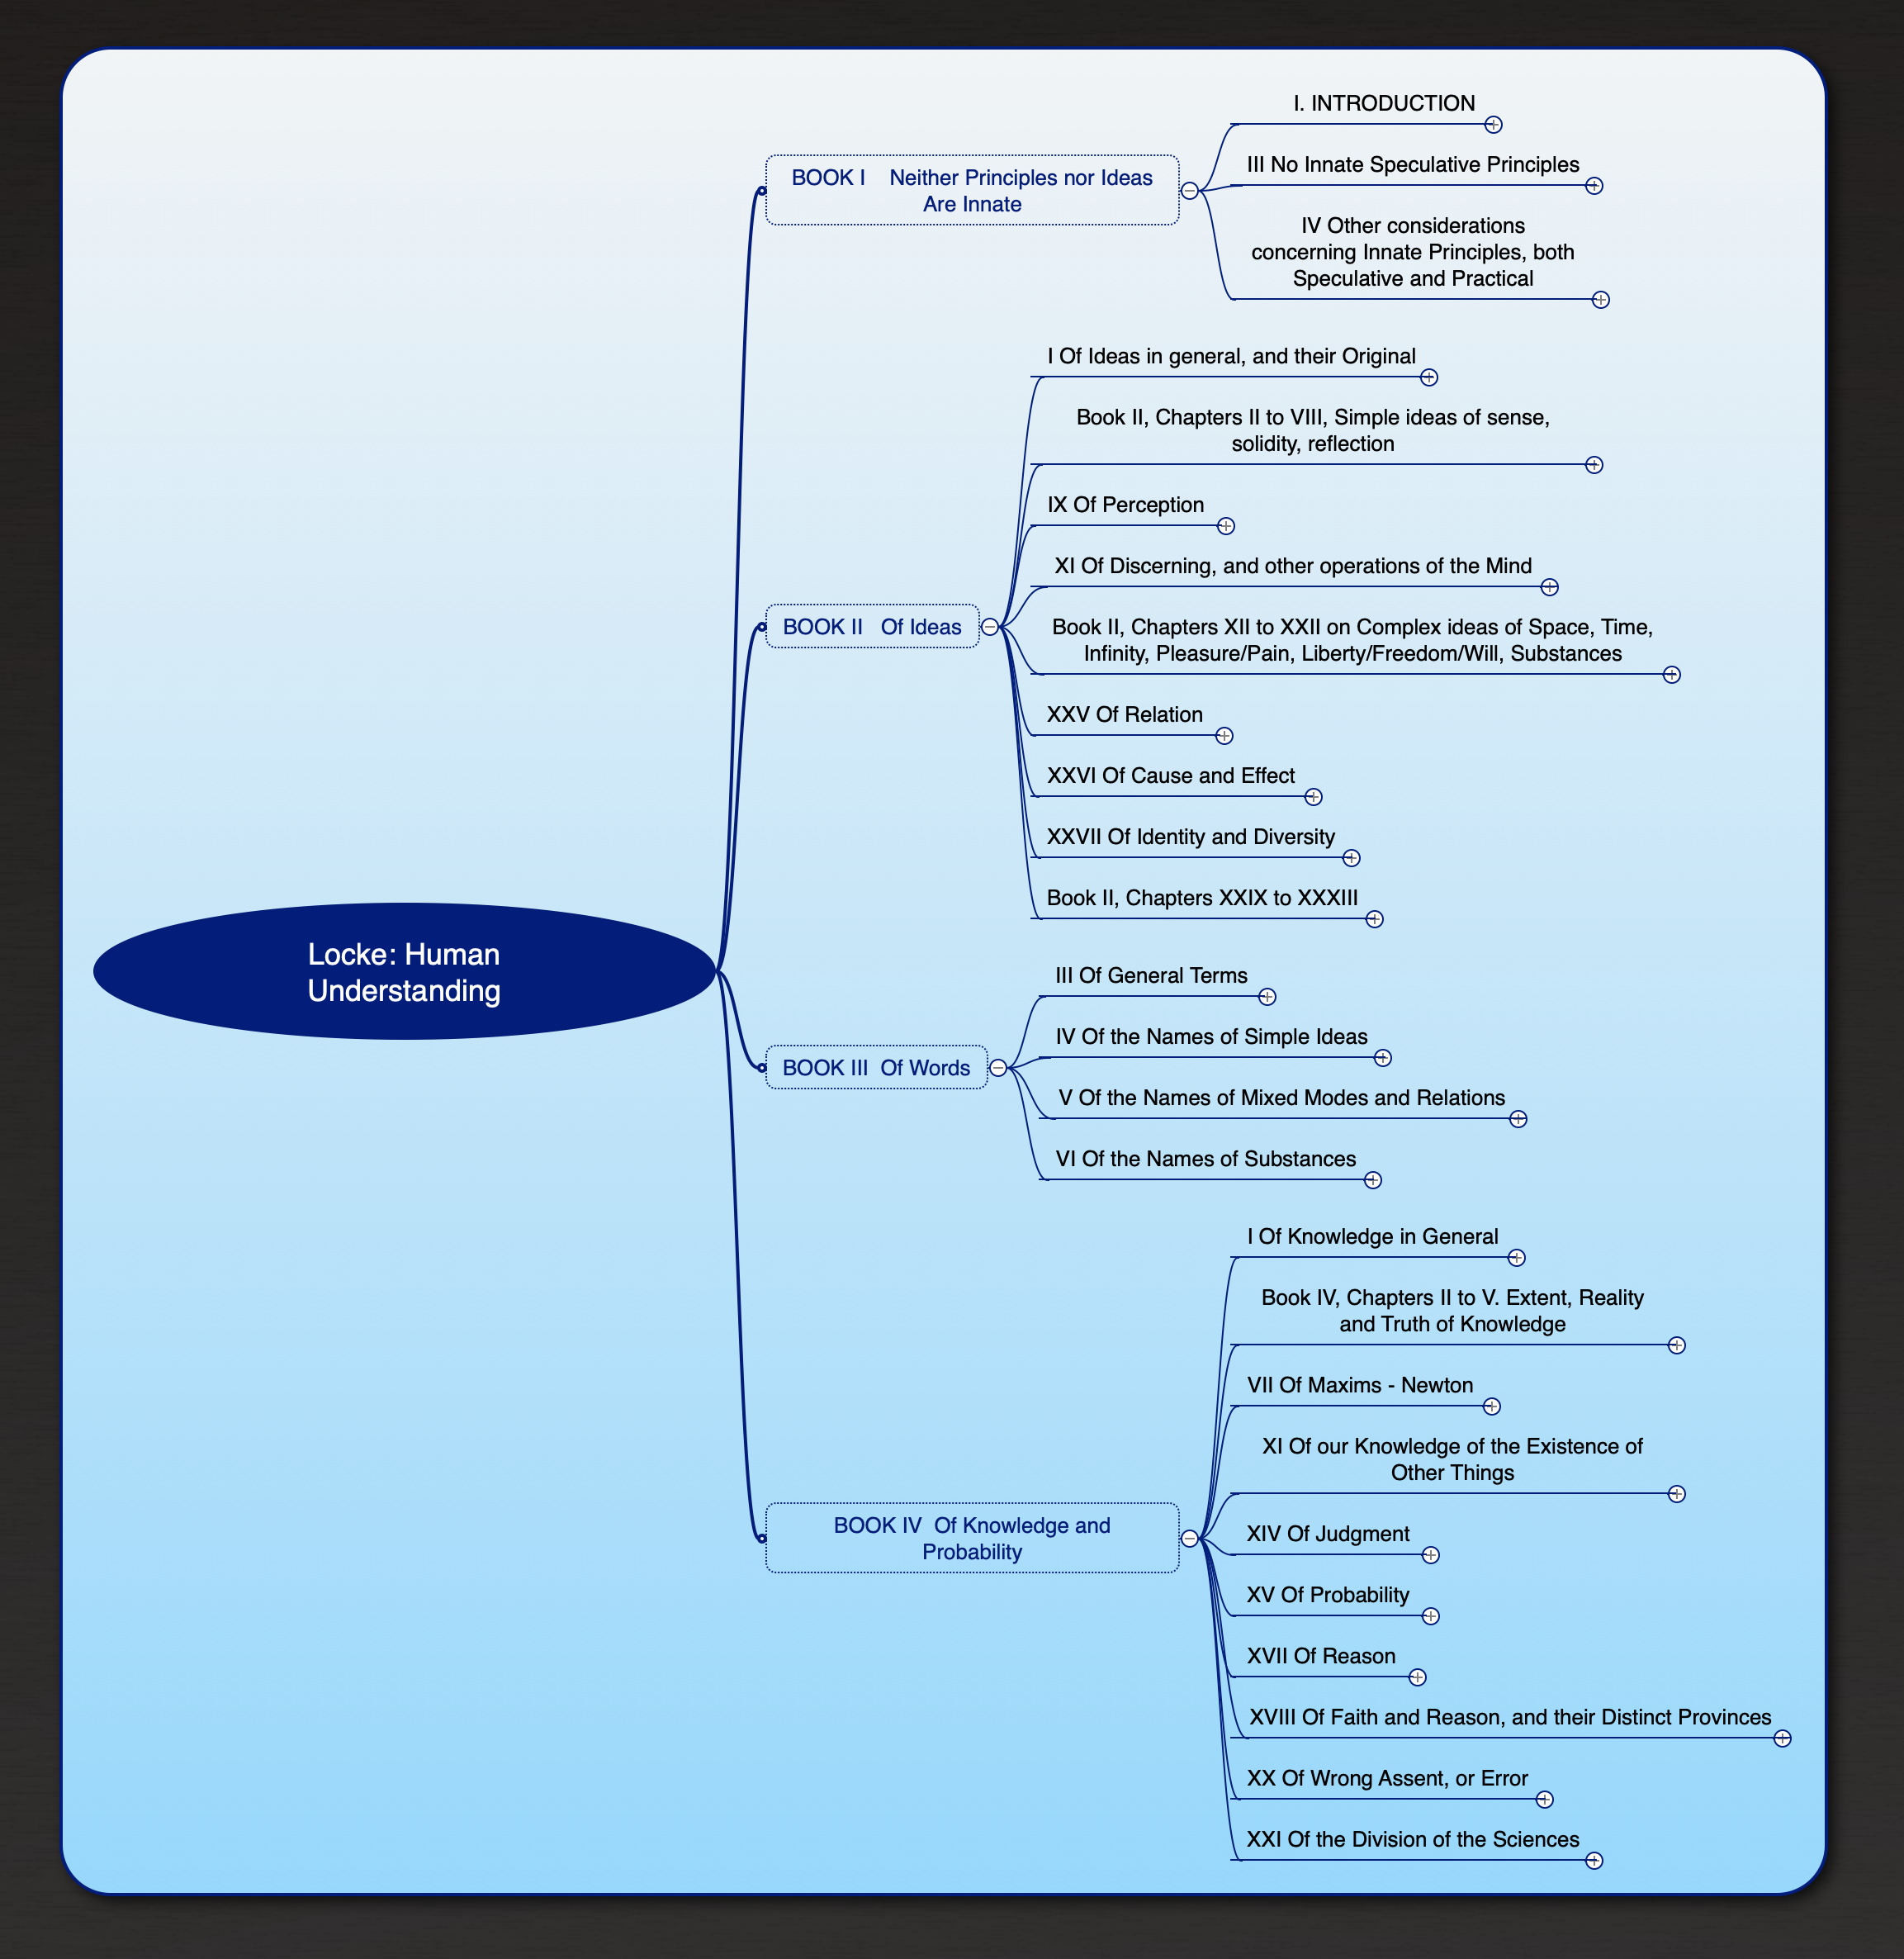 Locke: Human
Understanding
BOOK I    Neither Principles nor Ideas
Are Innate
I. INTRODUCTION
III No Innate Speculative Principles
IV Other considerations
concerning Innate Principles, both
Speculative and Practical
BOOK II   Of Ideas
I Of Ideas in general, and their Original
Book II, Chapters II to VIII, Simple ideas of sense,
solidity, reflection
IX Of Perception
XI Of Discerning, and other operations of the Mind
Book II, Chapters XII to XXII on Complex ideas of Space, Time,
Infinity, Pleasure/Pain, Liberty/Freedom/Will, Substances
XXV Of Relation
XXVI Of Cause and Effect
XXVII Of Identity and Diversity
Book II, Chapters XXIX to XXXIII
BOOK III  Of Words
III Of General Terms
IV Of the Names of Simple Ideas
V Of the Names of Mixed Modes and Relations
VI Of the Names of Substances
BOOK IV  Of Knowledge and
Probability
I Of Knowledge in General
Book IV, Chapters II to V. Extent, Reality
and Truth of Knowledge
VII Of Maxims - Newton
XI Of our Knowledge of the Existence of
Other Things
XIV Of Judgment
XV Of Probability
XVII Of Reason
XVIII Of Faith and Reason, and their Distinct Provinces
XX Of Wrong Assent, or Error
XXI Of the Division of the Sciences